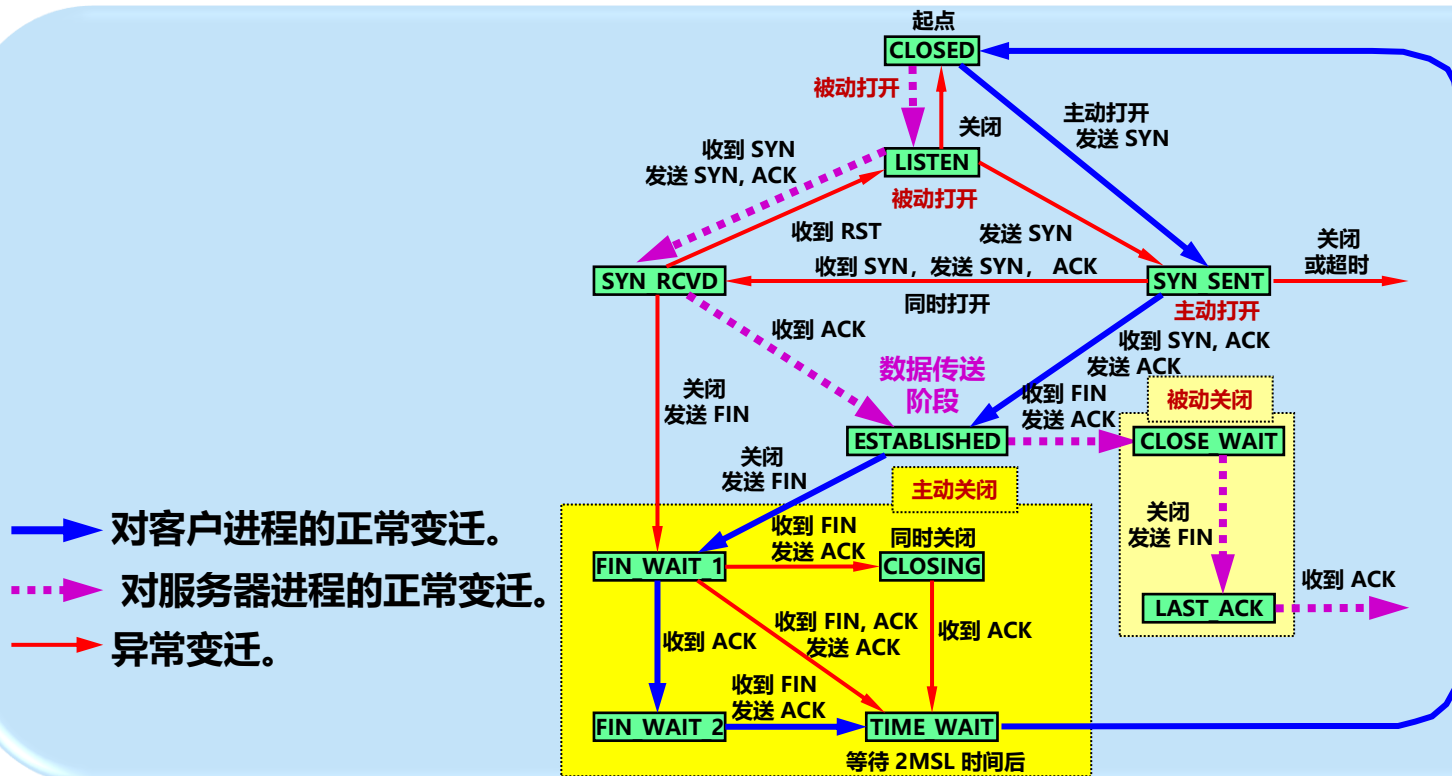 起点
CLOSED
被动打开
关闭
主动打开
发送 SYN
收到 SYN
发送 SYN, ACK
LISTEN
被动打开
收到 RST
发送 SYN
关闭
或超时
收到 SYN，发送 SYN， ACK
SYN_RCVD
SYN_SENT
同时打开
主动打开
收到 ACK
收到 SYN, ACK
发送 ACK
数据传送
阶段
关闭
发送 FIN
收到 FIN
发送 ACK
被动关闭
ESTABLISHED
CLOSE_WAIT
关闭
发送 FIN
主动关闭
对客户进程的正常变迁。
收到 FIN
发送 ACK
同时关闭
关闭
发送 FIN
FIN_WAIT_1
CLOSING
对服务器进程的正常变迁。
收到 ACK
LAST_ACK
收到 FIN, ACK
发送 ACK
收到 ACK
收到 ACK
异常变迁。
收到 FIN
发送 ACK
FIN_WAIT_2
TIME_WAIT
等待 2MSL 时间后